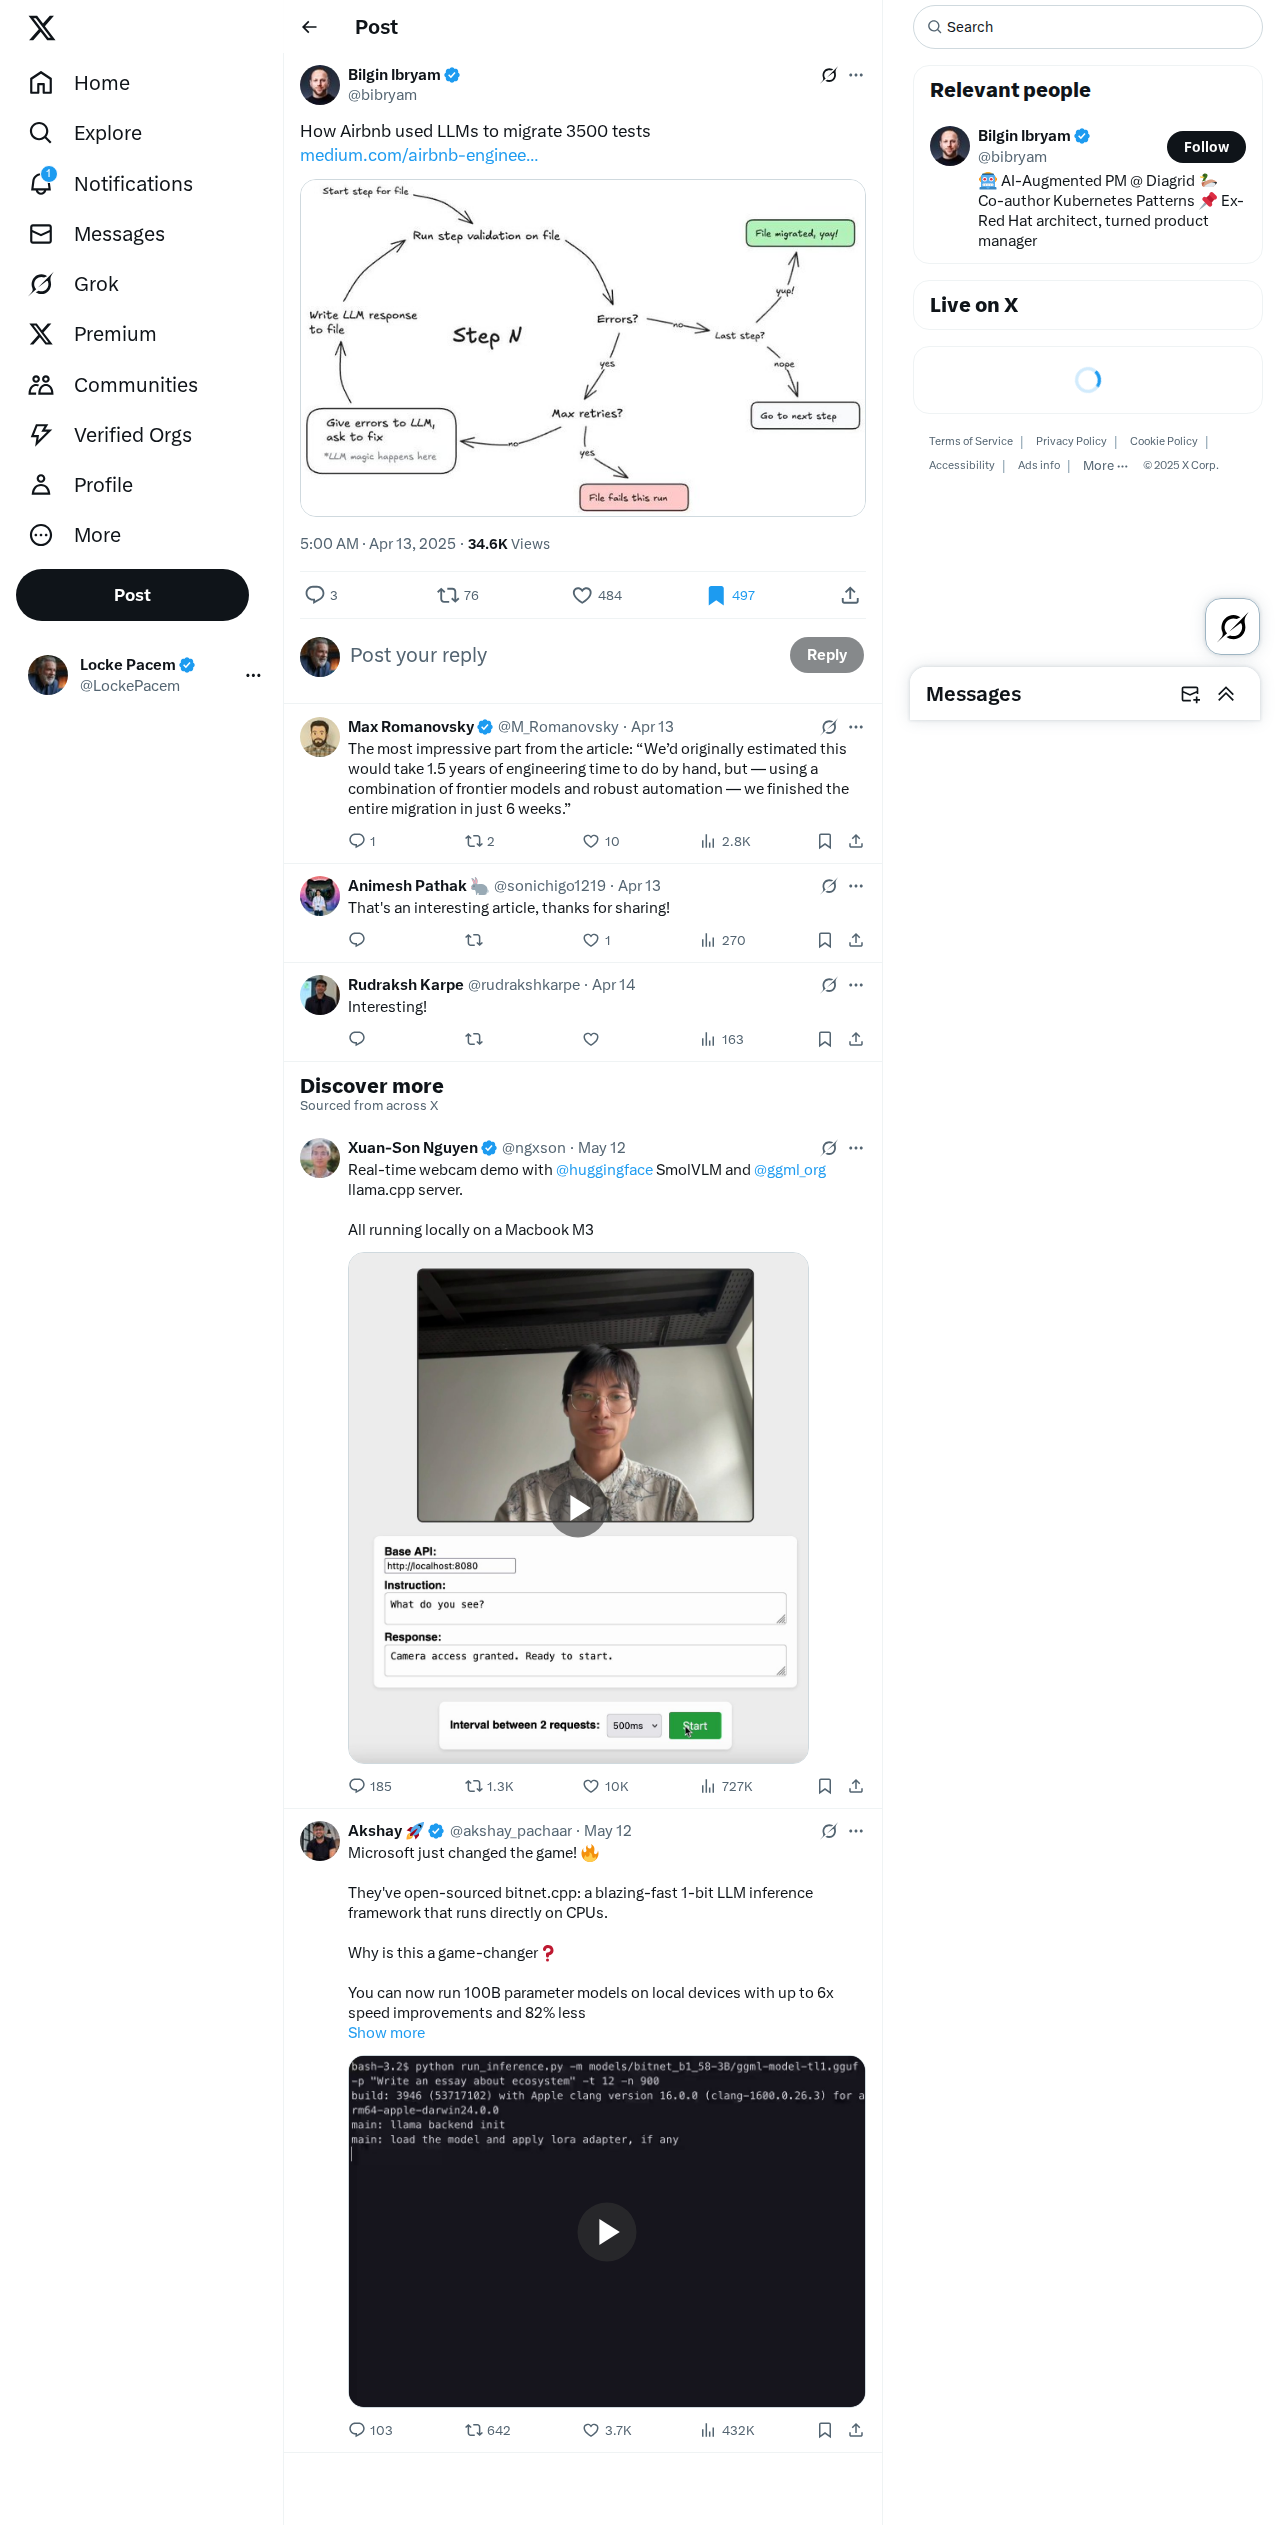 Home
Explore
1
Notifications
Messages
Grok
Premium
Communities
Verified Orgs
Profile
More
Post
Locke Pacem
@LockePacem
Post
Bilgin Ibryam
@bibryam
How Airbnb used LLMs to migrate 3500 tests
medium.com/airbnb-enginee...
Start step for file
Run step validation on file
File migrated, yay!
yup!
Write LLM response
to file
Step N
Errors?
no
Last step?
yes
nope
Give errors to LLM,
ask to fix
*LLM magic happens here
Max retries?
no
Go to next step
yes
File fails this run
5:00 AM · Apr 13, 2025 · 34.6K Views
3 76 484 497
Post your reply
Reply
Max Romanovsky @M_Romanovsky · Apr 13
The most impressive part from the article: “We’d originally estimated this
would take 1.5 years of engineering time to do by hand, but — using a
combination of frontier models and robust automation — we finished the
entire migration in just 6 weeks.”
1 2 10 2.8K
Animesh Pathak 🐇 @sonichigo1219 · Apr 13
That's an interesting article, thanks for sharing!
1 270
Rudraksh Karpe @rudrakshkarpe · Apr 14
Interesting!
163
Discover more
Sourced from across X
Xuan-Son Nguyen @ngxson · May 12
Real-time webcam demo with @huggingface SmolVLM and @ggml_org
llama.cpp server.
All running locally on a Macbook M3
Base API:
http://localhost:8080
Instruction:
What do you see?
Response:
Camera access granted. Ready to start.
Interval between 2 requests: 500ms Start
185 1.3K 10K 727K
Akshay 🚀 @akshay_pachaar · May 12
Microsoft just changed the game! 🔥
They've open-sourced bitnet.cpp: a blazing-fast 1-bit LLM inference
framework that runs directly on CPUs.
Why is this a game-changer❓
You can now run 100B parameter models on local devices with up to 6x
speed improvements and 82% less
Show more
bash-3.2$ python run_inference.py -m models/bitnet_b1_58-3B/ggml-model-tl1.gguf
-p "Write an essay about ecosystem" -t 12 -n 900
build: 3946 (53717102) with Apple clang version 16.0.0 (clang-1600.0.26.3) for a
rm64-apple-darwin24.0.0
main: llama backend init
main: load the model and apply lora adapter, if any
103 642 3.7K 432K
Search
Relevant people
Bilgin Ibryam
@bibryam
Follow
🤖 AI-Augmented PM @ Diagrid 🦆
Co-author Kubernetes Patterns 📌 Ex-
Red Hat architect, turned product
manager
Live on X
Terms of Service | Privacy Policy | Cookie Policy |
Accessibility | Ads info | More ··· © 2025 X Corp.
Messages